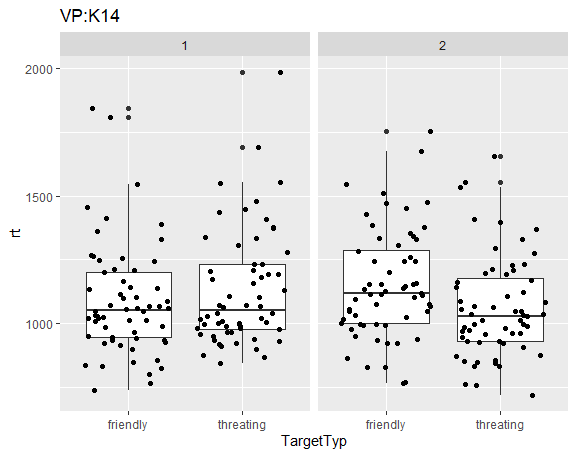 VP:K14
1 2
2000
1500
1000
rt
friendly threating friendly threating
TargetTyp